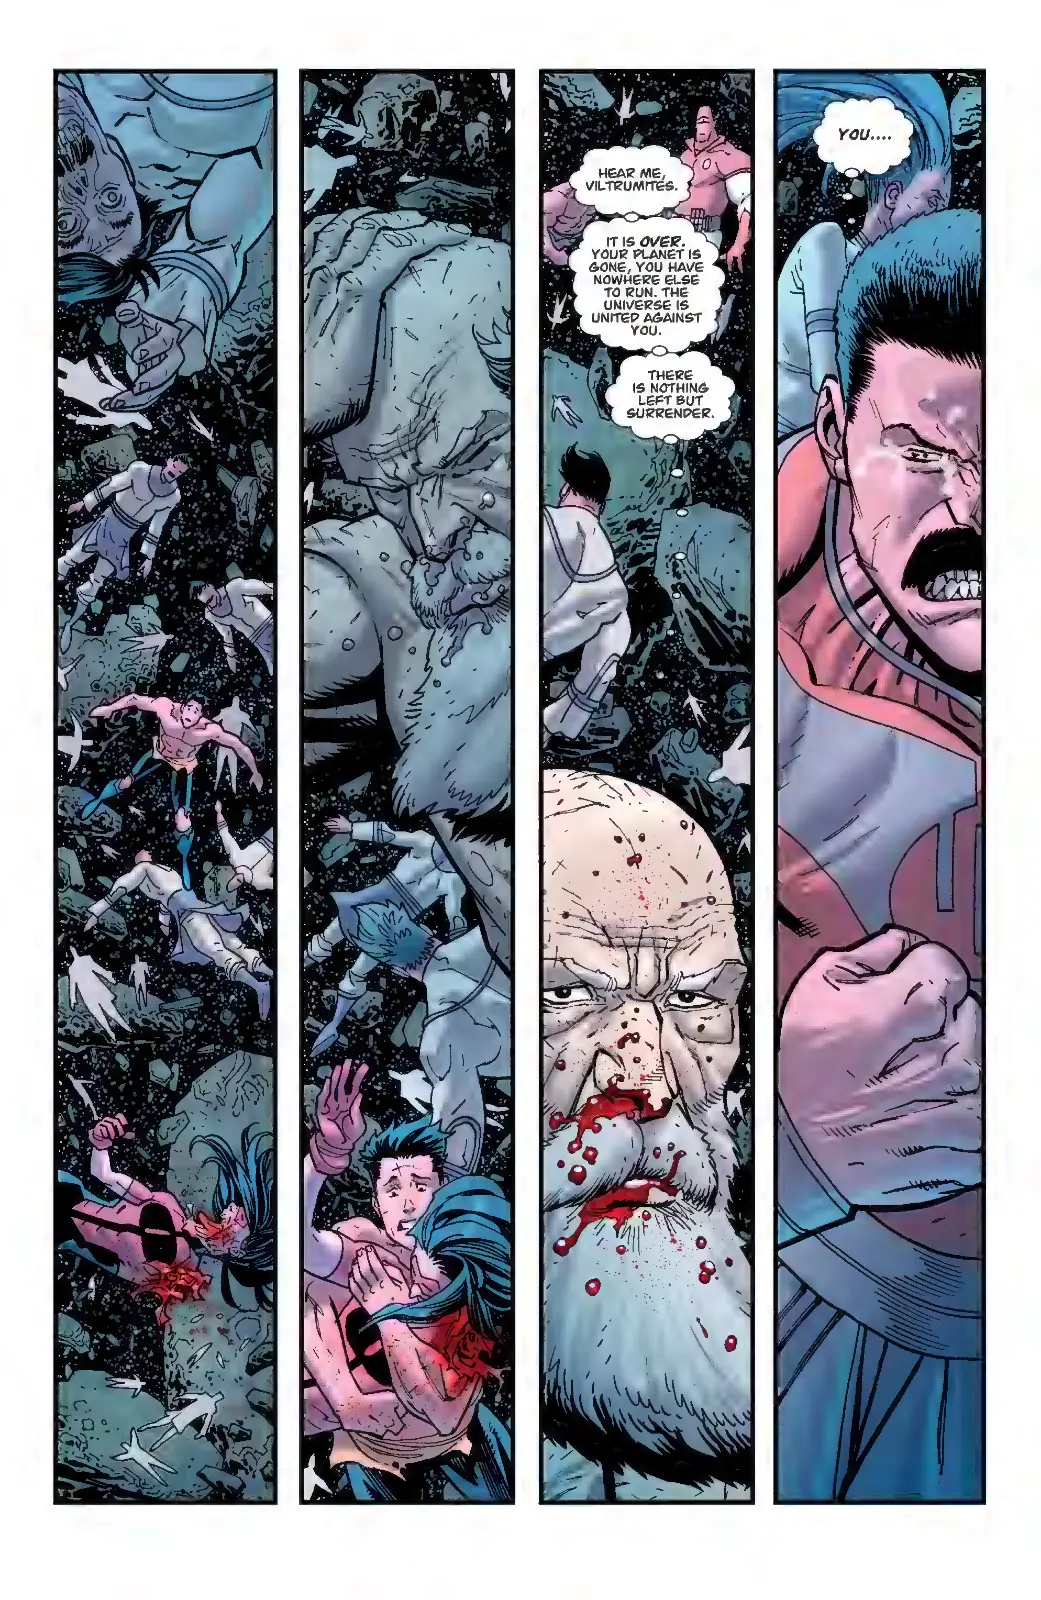 HEAR ME,
VILTRUMITES.
IT IS OVER.
YOUR PLANET IS
GONE, YOU HAVE
NOWHERE ELSE
TO RUN. THE
UNIVERSE IS
UNITED AGAINST
YOU.
THERE
IS NOTHING
LEFT BUT
SURRENDER.
YOU....